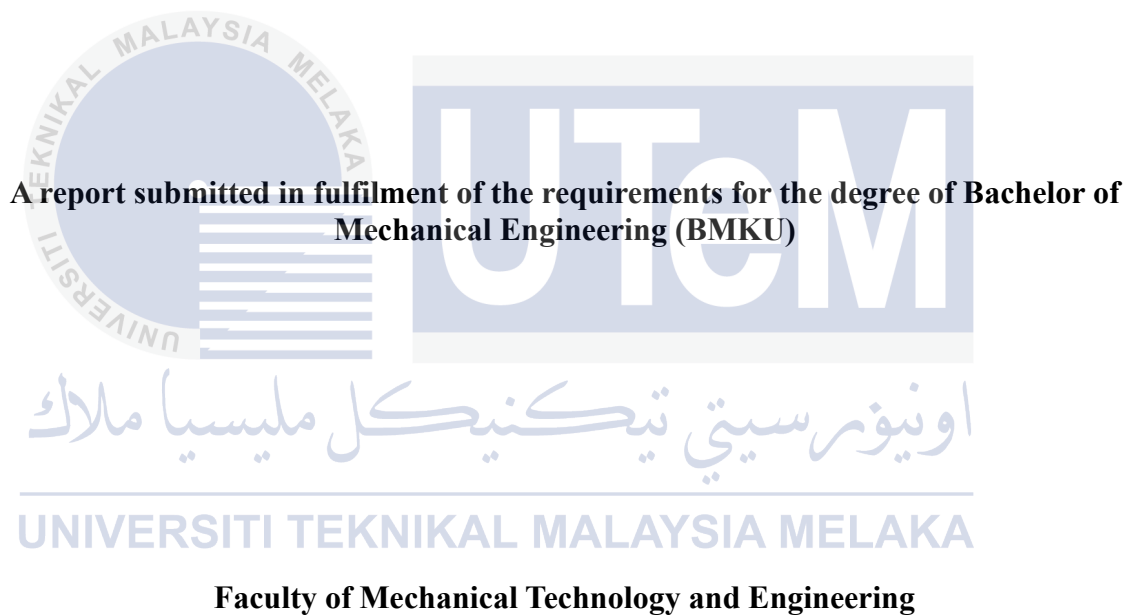 UNIVERSITI TEKNIKAL MALAYSIA MELAKA
UTeM
A report submitted in fulfilment of the requirements for the degree of Bachelor of
Mechanical Engineering (BMKU)
اونيۏرسيتي تيكنيكل مليسيا ملاك
UNIVERSITI TEKNIKAL MALAYSIA MELAKA
Faculty of Mechanical Technology and Engineering